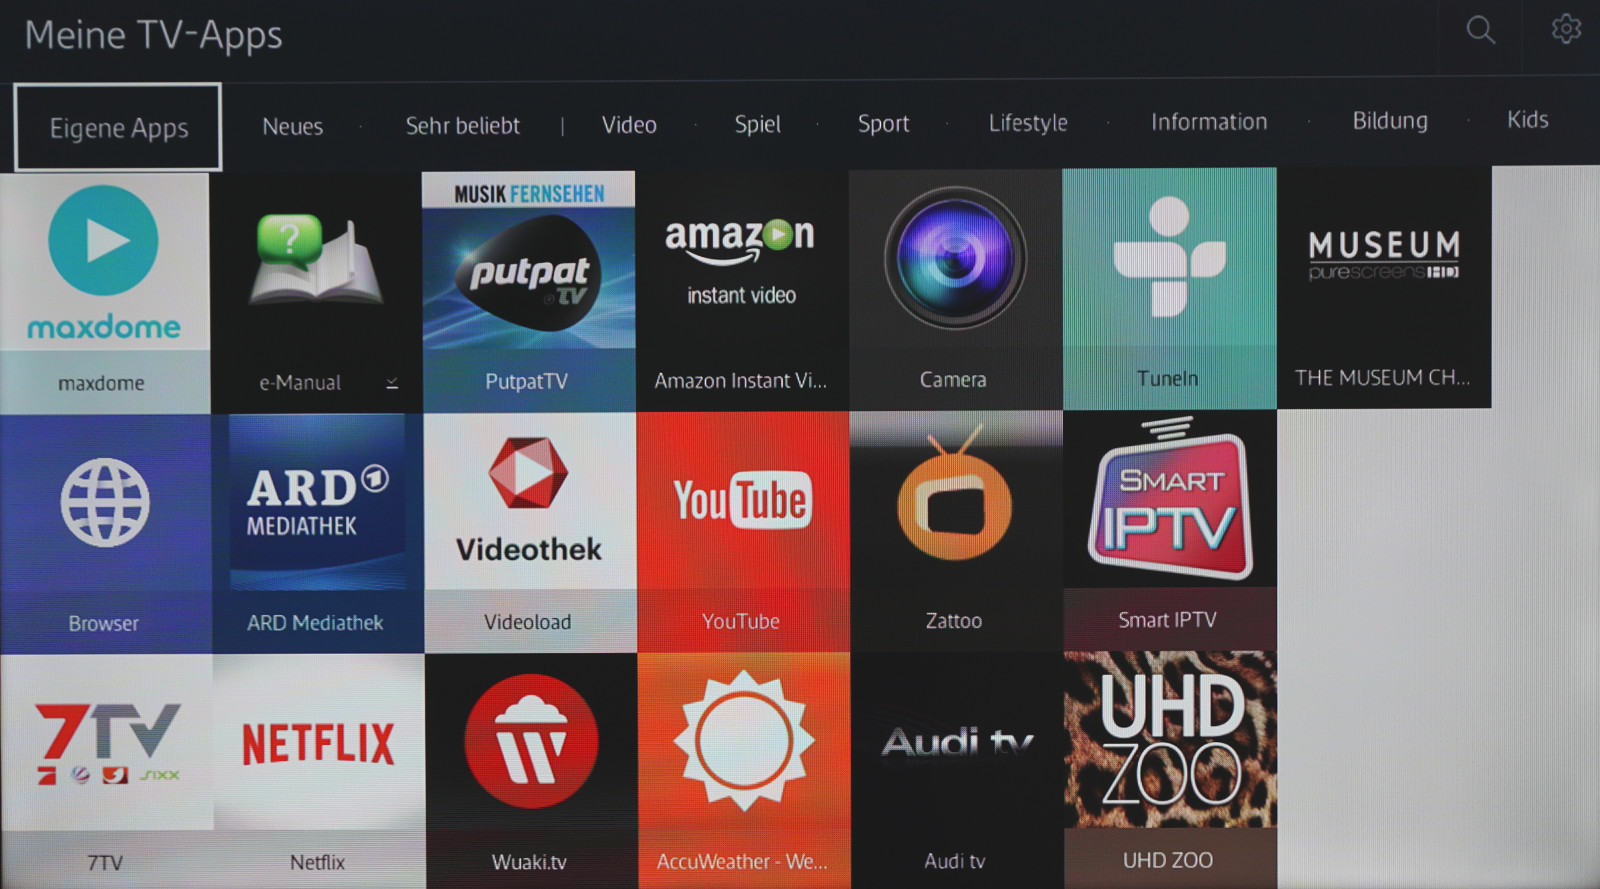 Meine TV-Apps
Eigene Apps · Neues · Sehr beliebt | Video · Spiel · Sport · Lifestyle · Information · Bildung · Kids
maxdome
?
MUSIK FERNSEHEN
putpat
TV
amazon
instant video
MUSEUM
purescreens HD
maxdome
e-Manual
PutpatTV
Amazon Instant Vi...
Camera
TuneIn
THE MUSEUM CH...
ARD 1
MEDIATHEK
Videothek
YouTube
SMART
IPTV
Browser
ARD Mediathek
Videoload
YouTube
Zattoo
Smart IPTV
7TV
sixx
NETFLIX
W
Audi tv
UHD
ZOO
7TV
Netflix
Wuaki.tv
AccuWeather - We...
Audi tv
UHD ZOO